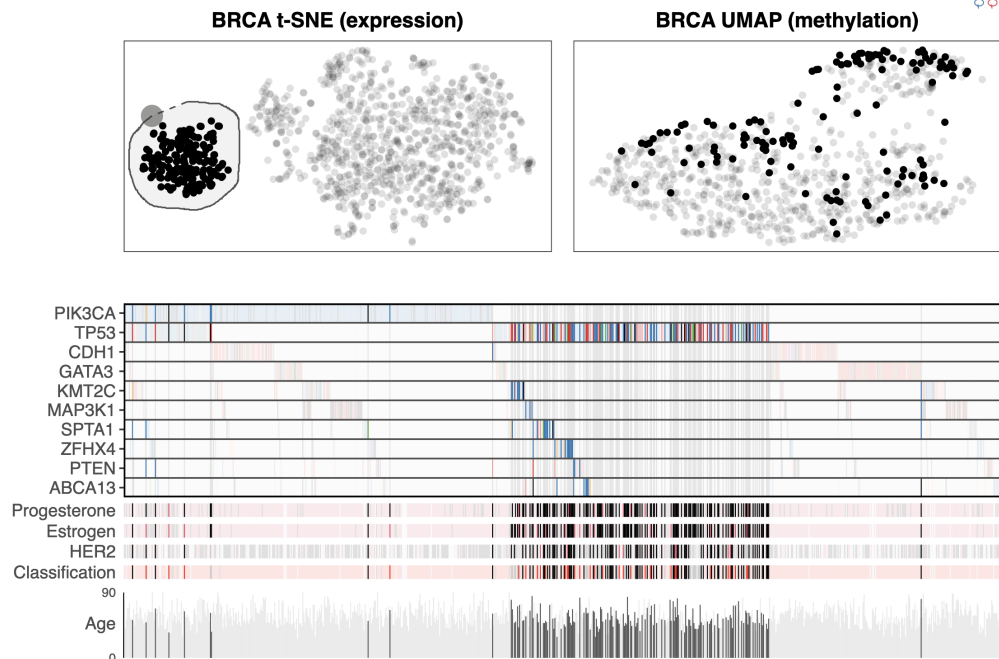 BRCA t-SNE (expression)
BRCA UMAP (methylation)
PIK3CA
TP53
CDH1
GATA3
KMT2C
MAP3K1
SPTA1
ZFHX4
PTEN
ABCA13
Progesterone
Estrogen
HER2
Classification
90
Age
0